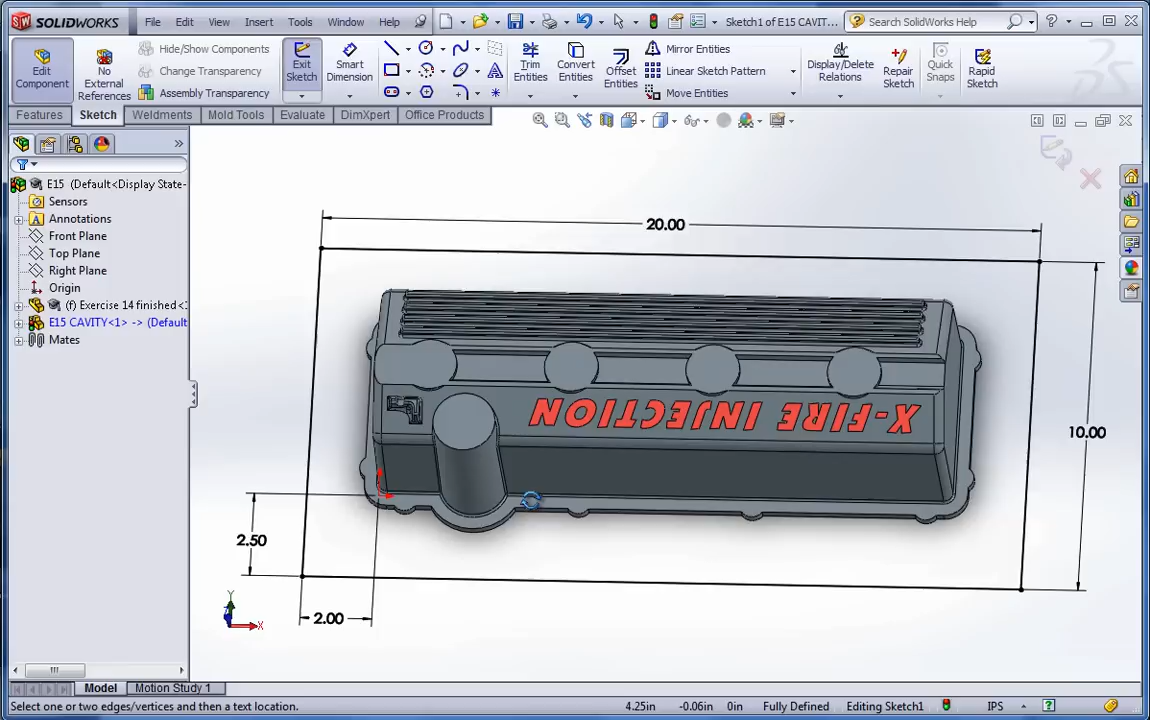 SOLIDWORKS
File Edit View Insert Tools Window Help
Sketch1 of E15 CAVIT...
Search SolidWorks Help
Edit Component
No External References
Hide/Show Components
Change Transparency
Assembly Transparency
Exit Sketch
Smart Dimension
Trim Entities
Convert Entities
Offset Entities
Mirror Entities
Linear Sketch Pattern
Move Entities
Display/Delete Relations
Repair Sketch
Quick Snaps
Rapid Sketch
Features Sketch Weldments Mold Tools Evaluate DimXpert Office Products
E15 (Default<Display State-
Sensors
Annotations
Front Plane
Top Plane
Right Plane
Origin
(f) Exercise 14 finished<1
E15 CAVITY<1> -> (Default
Mates
20.00
10.00
X-FIRE INJECTION
2.50
2.00
Y
X
Model Motion Study 1
Select one or two edges/vertices and then a text location.
4.25in -0.06in 0in Fully Defined Editing Sketch1 IPS